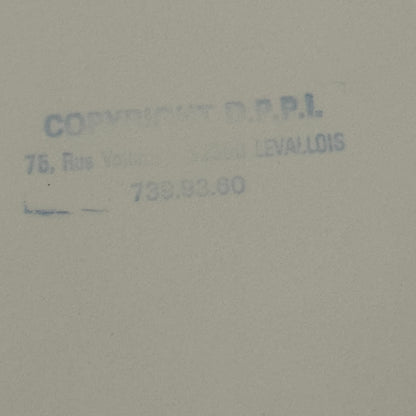 COPYRIGHT D.P.P.I.
75, Rue LEVALLOIS
739.93.60